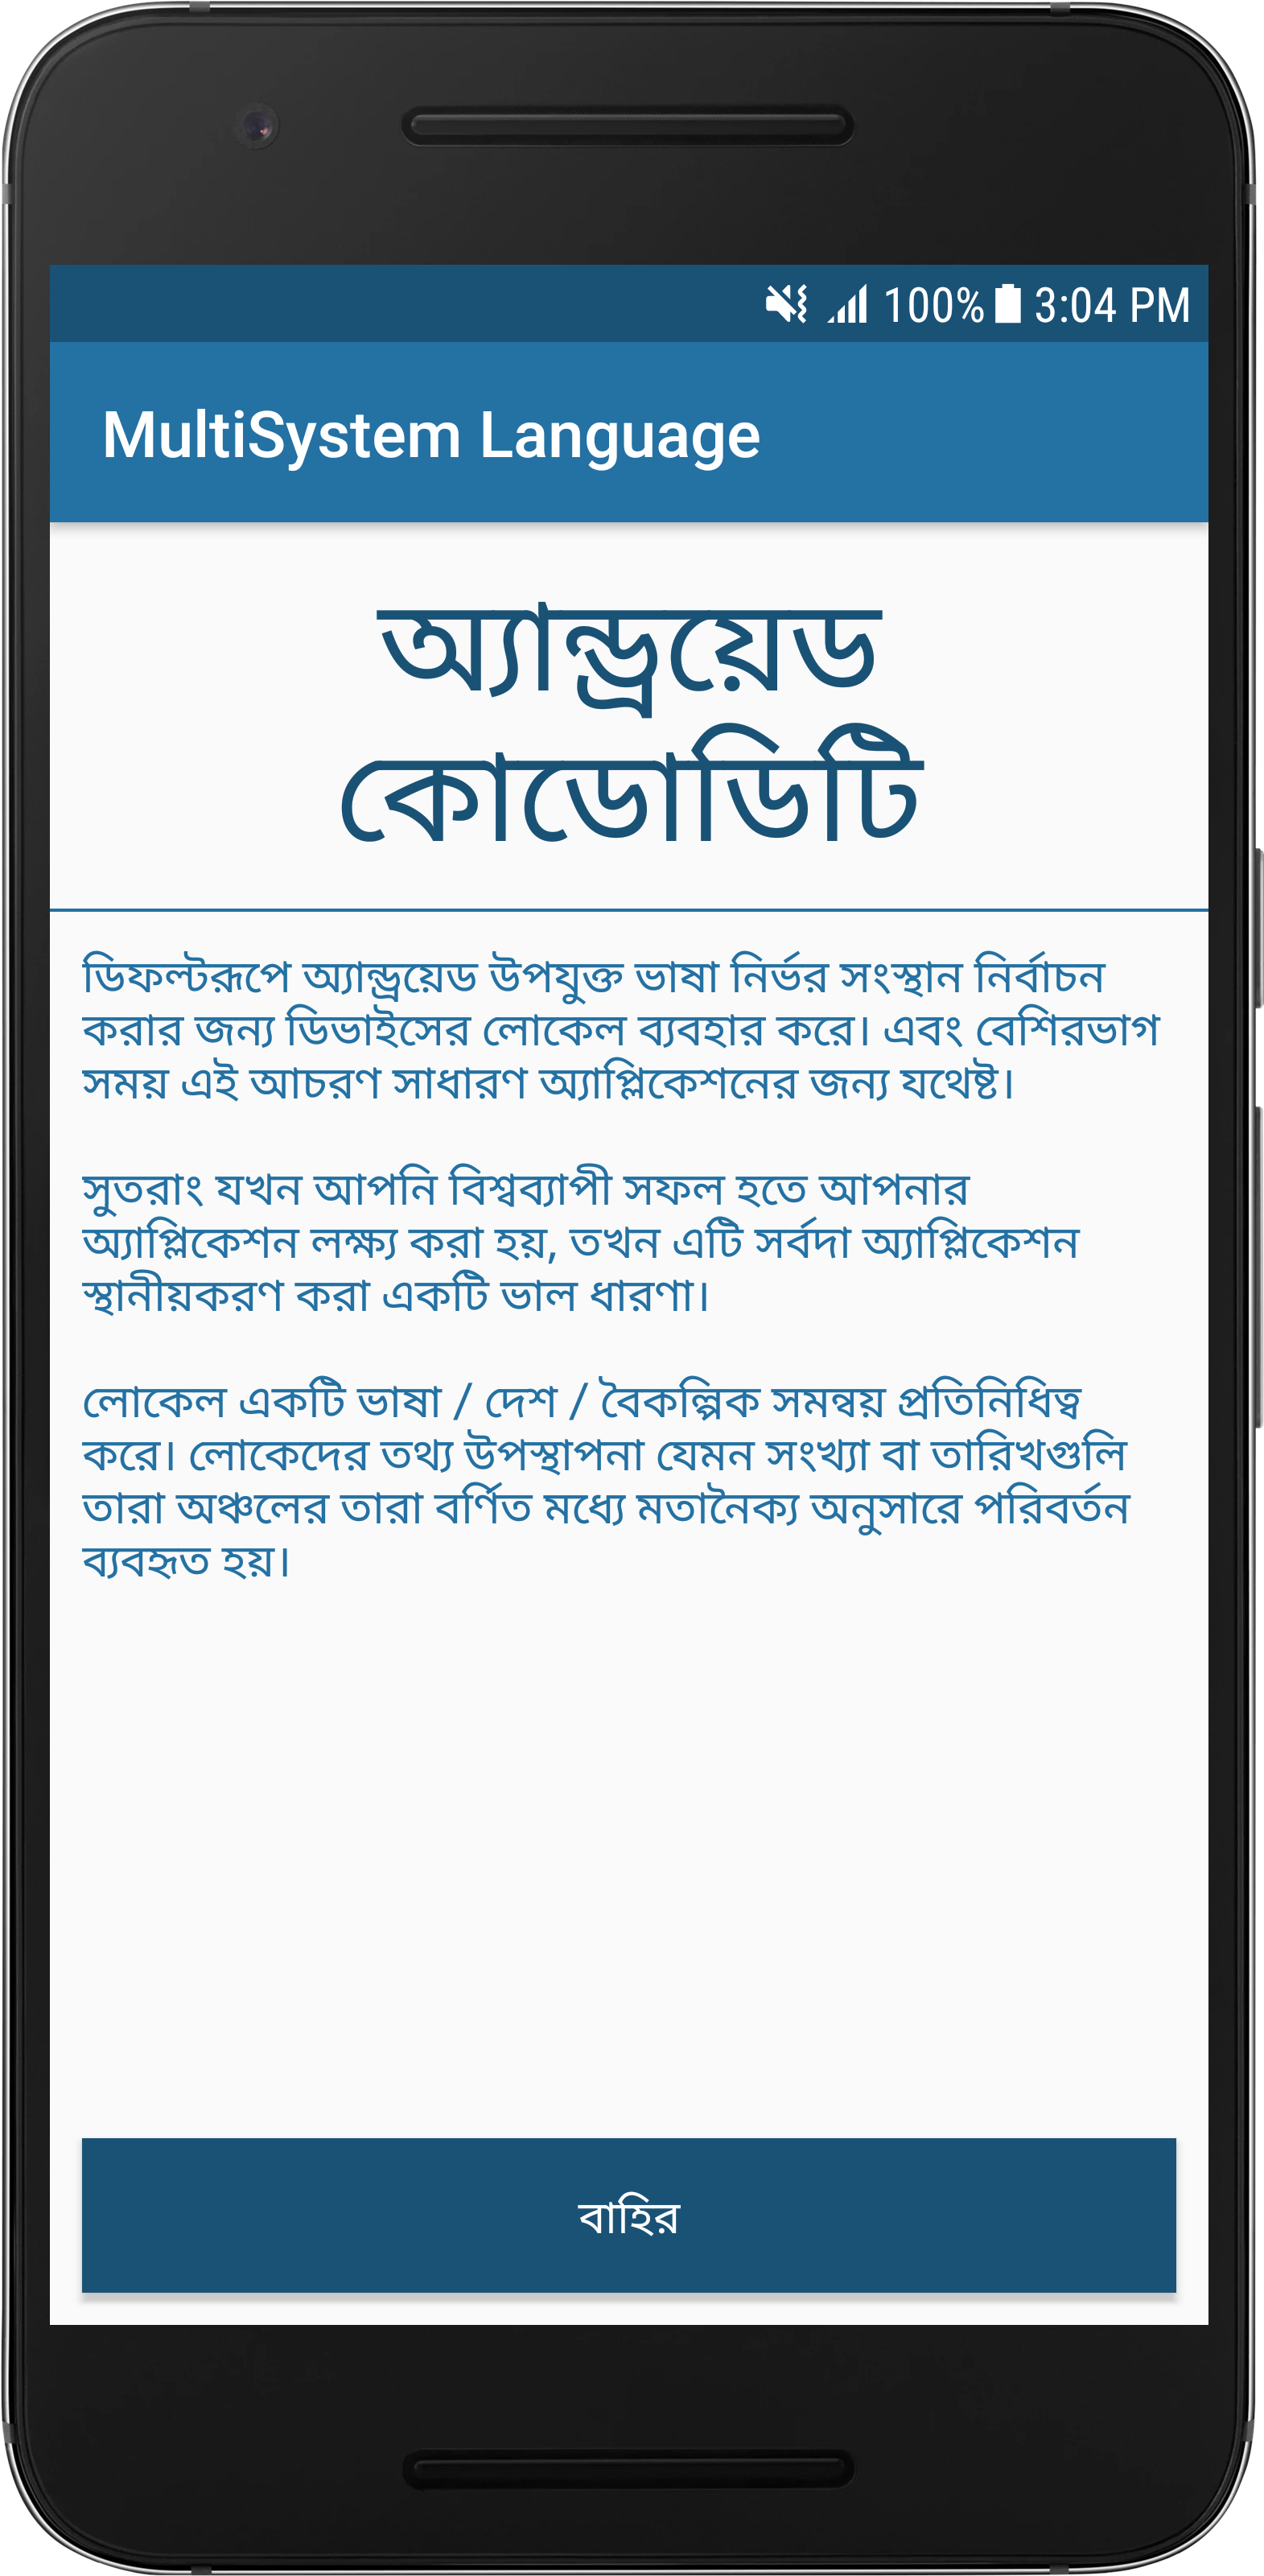 100% 3:04 PM
MultiSystem Language
অ্যান্ড্রয়েড
কোডোডিটি
ডিফল্টরূপে অ্যান্ড্রয়েড উপযুক্ত ভাষা নির্ভর সংস্থান নির্বাচন
করার জন্য ডিভাইসের লোকেল ব্যবহার করে। এবং বেশিরভাগ
সময় এই আচরণ সাধারণ অ্যাপ্লিকেশনের জন্য যথেষ্ট।
সুতরাং যখন আপনি বিশ্বব্যাপী সফল হতে আপনার
অ্যাপ্লিকেশন লক্ষ্য করা হয়, তখন এটি সর্বদা অ্যাপ্লিকেশন
স্থানীয়করণ করা একটি ভাল ধারণা।
লোকেল একটি ভাষা / দেশ / বৈকল্পিক সমন্বয় প্রতিনিধিত্ব
করে। লোকেদের তথ্য উপস্থাপনা যেমন সংখ্যা বা তারিখগুলি
তারা অঞ্চলের তারা বর্ণিত মধ্যে মতানৈক্য অনুসারে পরিবর্তন
ব্যবহৃত হয়।
বাহির